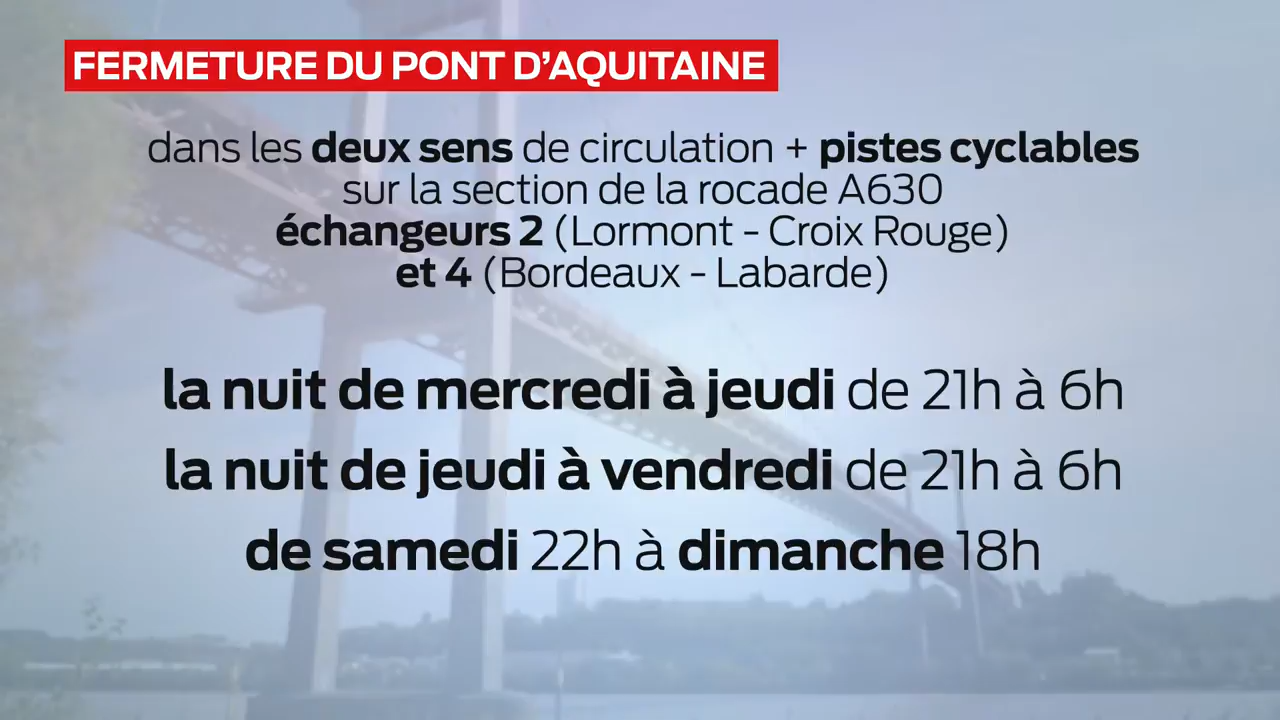 FERMETURE DU PONT D’AQUITAINE
dans les deux sens de circulation + pistes cyclables
sur la section de la rocade A630
échangeurs 2 (Lormont - Croix Rouge)
et 4 (Bordeaux - Labarde)
la nuit de mercredi à jeudi de 21h à 6h
la nuit de jeudi à vendredi de 21h à 6h
de samedi 22h à dimanche 18h